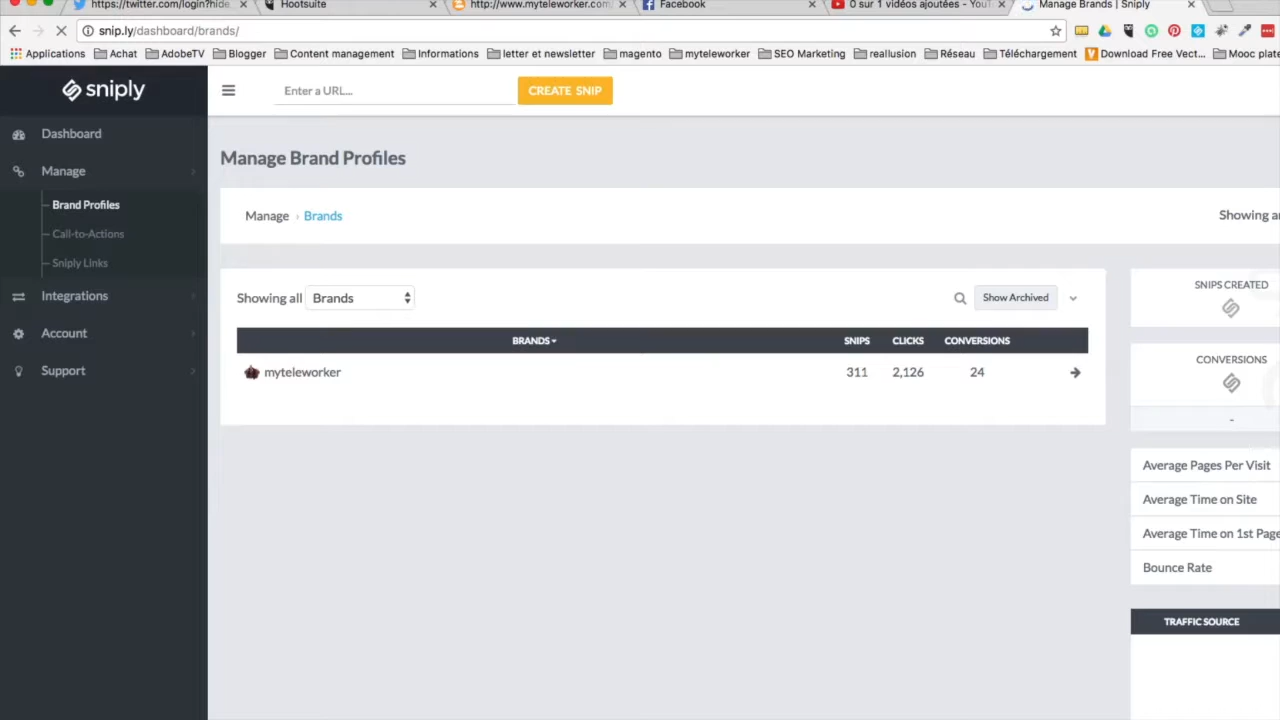 https://twitter.com/login?hide
Hootsuite
http://www.myteleworker.com
Facebook
0 sur 1 vidéos ajoutées - YouT
Manage Brands | Sniply
snip.ly/dashboard/brands/
Applications
Achat
AdobeTV
Blogger
Content management
Informations
letter et newsletter
magento
myteleworker
SEO Marketing
reallusion
Réseau
Téléchargement
Download Free Vect...
Mooc plate
sniply
Enter a URL...
CREATE SNIP
Dashboard
Manage
Brand Profiles
Call-to-Actions
Sniply Links
Integrations
Account
Support
Manage Brand Profiles
Manage › Brands
Showing an
Showing all Brands
Show Archived
BRANDS SNIPS CLICKS CONVERSIONS
myteleworker 311 2,126 24
SNIPS CREATED
CONVERSIONS
-
Average Pages Per Visit
Average Time on Site
Average Time on 1st Page
Bounce Rate
TRAFFIC SOURCE